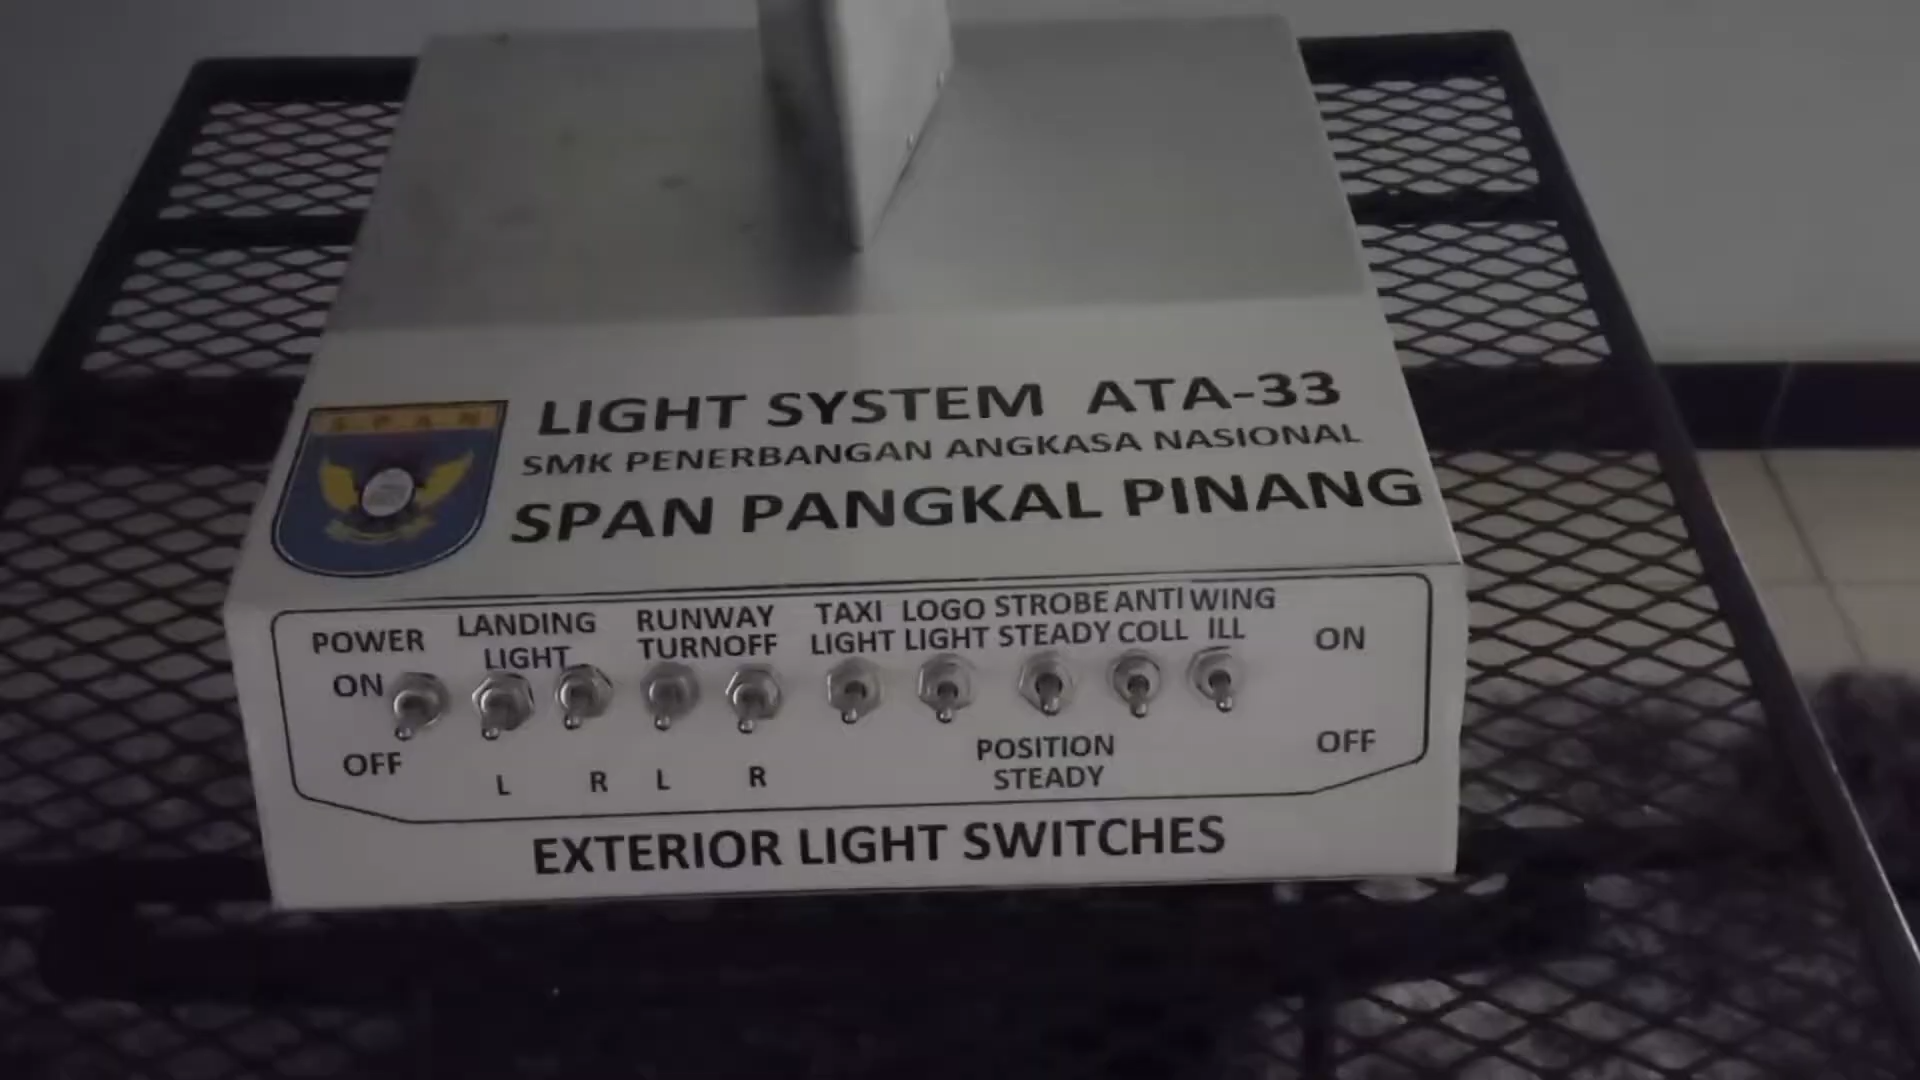 SPAN
LIGHT SYSTEM ATA-33
SMK PENERBANGAN ANGKASA NASIONAL
SPAN PANGKAL PINANG
POWER
ON
OFF
LANDING
LIGHT
L R
RUNWAY
TURNOFF
L R
TAXI
LIGHT
LOGO
LIGHT
STROBE
STEADY
POSITION
STEADY
ANTI
COLL
WING
ILL
ON
OFF
EXTERIOR LIGHT SWITCHES